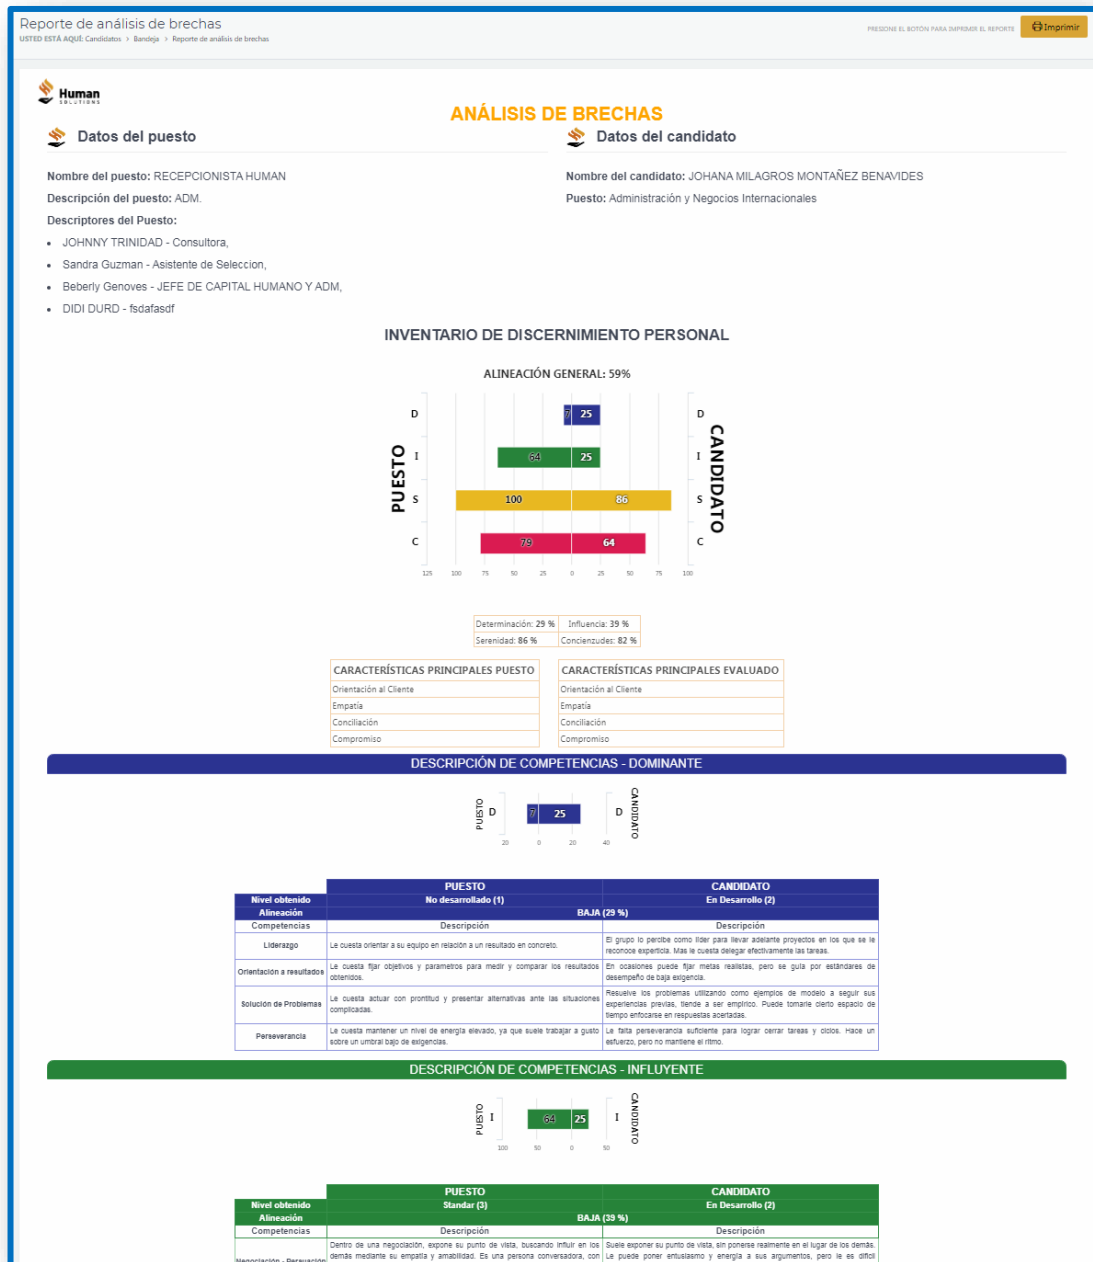 Reporte de análisis de brechas
USTED ESTÁ AQUÍ: Candidatos > Bandeja > Reporte de análisis de brechas
PRESIONE EL BOTÓN PARA IMPRIMIR EL REPORTE
Imprimir
Human
SOLUTIONS
ANÁLISIS DE BRECHAS
Datos del puesto
Datos del candidato
Nombre del puesto: RECEPCIONISTA HUMAN
Nombre del candidato: JOHANA MILAGROS MONTAÑEZ BENAVIDES
Descripción del puesto: ADM.
Puesto: Administración y Negocios Internacionales
Descriptores del Puesto:
• JOHNNY TRINIDAD - Consultora,
• Sandra Guzman - Asistente de Seleccion,
• Beberly Genoves - JEFE DE CAPITAL HUMANO Y ADM,
• DIDI DURD - fsdafasdf
INVENTARIO DE DISCERNIMIENTO PERSONAL
ALINEACIÓN GENERAL: 59%
PUESTO
CANDIDATO
D 7 25 D
I 64 25 I
S 100 86 S
C 79 64 C
125 100 75 50 25 0 25 50 75 100
Determinación: 29 % Influencia: 39 %
Serenidad: 86 % Concienzudes: 82 %
CARACTERÍSTICAS PRINCIPALES PUESTO
Orientación al Cliente
Empatía
Conciliación
Compromiso
CARACTERÍSTICAS PRINCIPALES EVALUADO
Orientación al Cliente
Empatía
Conciliación
Compromiso
DESCRIPCIÓN DE COMPETENCIAS - DOMINANTE
PUESTO
D 7 25 D
CANDIDATO
20 0 20 40
PUESTO CANDIDATO
Nivel obtenido No desarrollado (1) En Desarrollo (2)
Alineación BAJA (29 %)
Competencias Descripción Descripción
Liderazgo
Le cuesta orientar a su equipo en relación a un resultado en concreto.
El grupo lo percibe como líder para llevar adelante proyectos en los que se le
reconoce experticia. Mas le cuesta delegar efectivamente las tareas.
Orientación a resultados
Le cuesta fijar objetivos y parametros para medir y comparar los resultados
obtenidos.
En ocasiones puede fijar metas realistas, pero se guía por estándares de
desempeño de baja exigencia.
Solución de Problemas
Le cuesta actuar con prontitud y presentar alternativas ante las situaciones
complicadas.
Resuelve los problemas utilizando como ejemplos de modelo a seguir sus
experiencias previas, tiende a ser empírico. Puede tomarle cierto espacio de
tiempo enfocarse en respuestas acertadas.
Perseverancia
Le cuesta mantener un nivel de energía elevado, ya que suele trabajar a gusto
sobre un umbral bajo de exigencias.
Le falta perseverancia suficiente para lograr cerrar tareas y ciclos. Hace un
esfuerzo, pero no mantiene el ritmo.
DESCRIPCIÓN DE COMPETENCIAS - INFLUYENTE
PUESTO
I 64 25 I
CANDIDATO
100 50 0 50
PUESTO CANDIDATO
Nivel obtenido Standar (3) En Desarrollo (2)
Alineación BAJA (39 %)
Competencias Descripción Descripción
Negociación - Persuación
Dentro de una negociación, expone su punto de vista, buscando influir en los
demás mediante su empatía y amabilidad. Es una persona conversadora, con
Suele exponer su punto de vista, sin ponerse realmente en el lugar de los demás.
Le puede poner entusiasmo y energía a sus argumentos, pero le es difícil